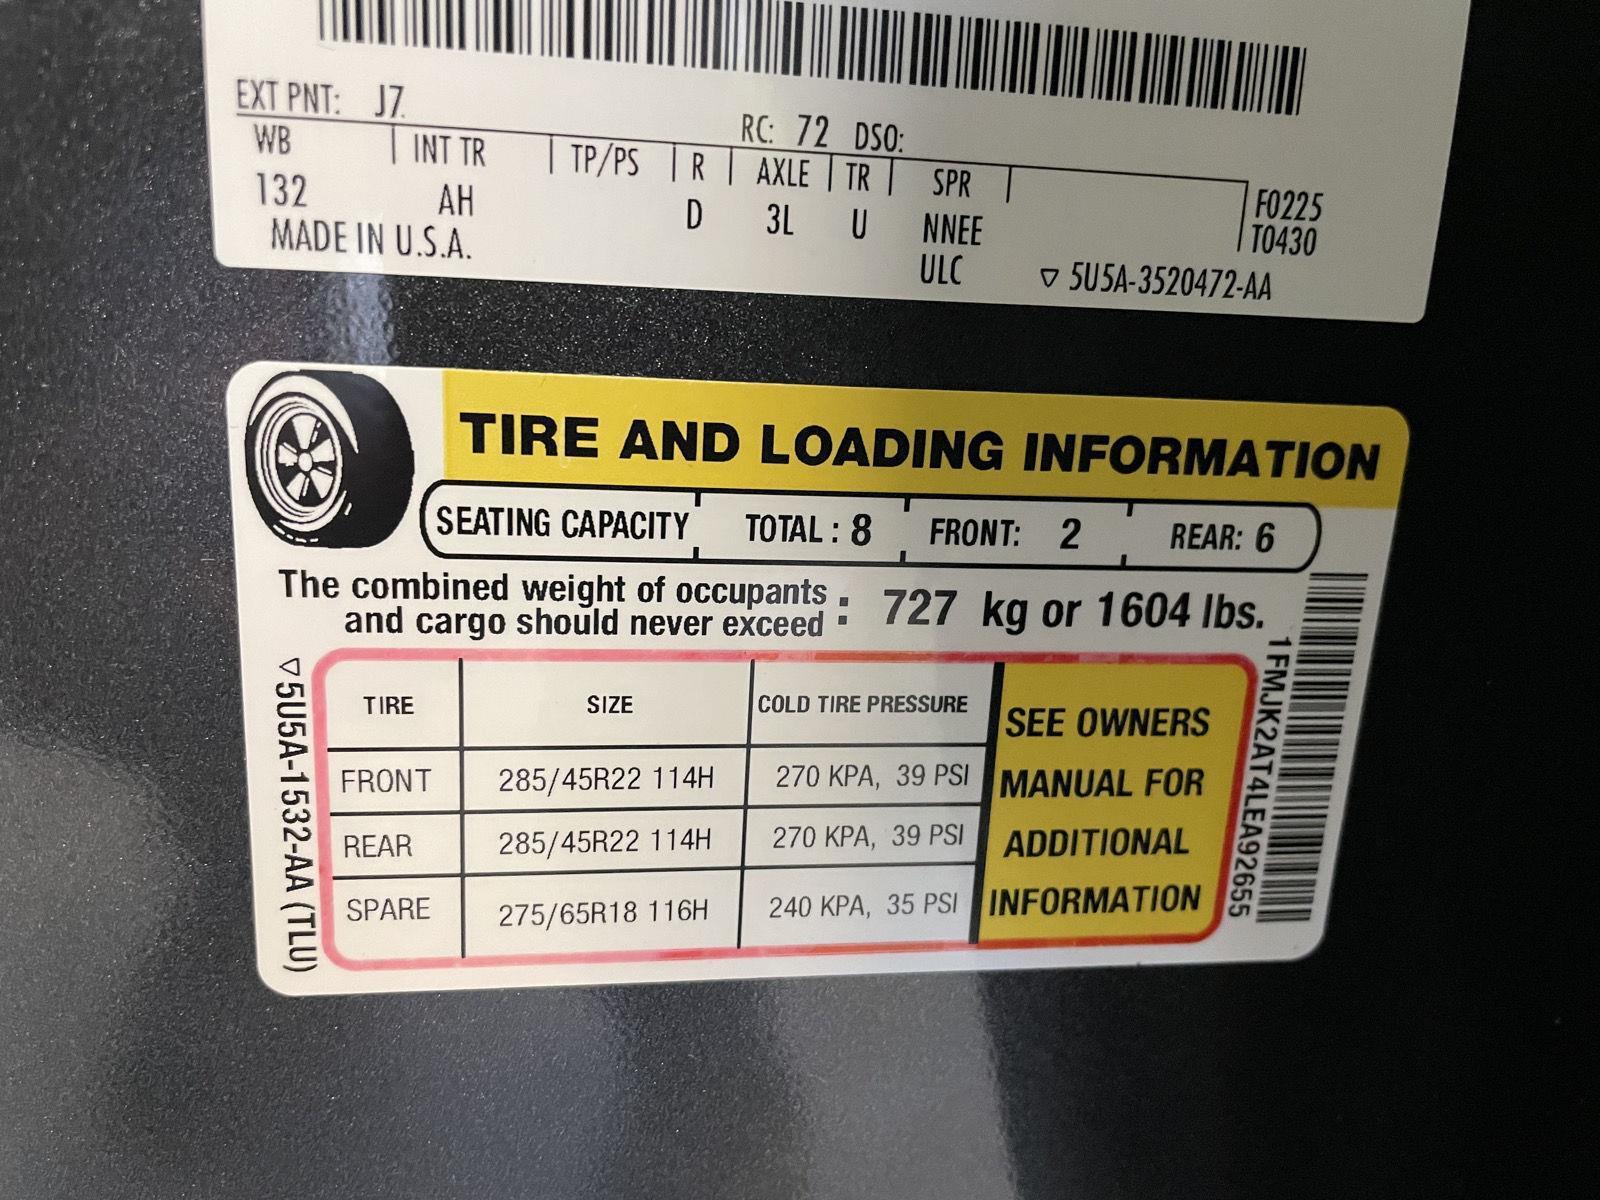 EXT PNT: J7 RC: 72 DSO:
WB INT TR TP/PS R AXLE TR SPR
132 AH D 3L U NNEE F0225
MADE IN U.S.A. ULC T0430
▽ 5U5A-3520472-AA
TIRE AND LOADING INFORMATION
SEATING CAPACITY TOTAL : 8 FRONT: 2 REAR: 6
The combined weight of occupants
and cargo should never exceed : 727 kg or 1604 lbs.
TIRE SIZE COLD TIRE PRESSURE
FRONT 285/45R22 114H 270 KPA, 39 PSI
REAR 285/45R22 114H 270 KPA, 39 PSI
SPARE 275/65R18 116H 240 KPA, 35 PSI
SEE OWNERS
MANUAL FOR
ADDITIONAL
INFORMATION
▽5U5A-1532-AA (TLU)
1FMJK2AT4LEA92655